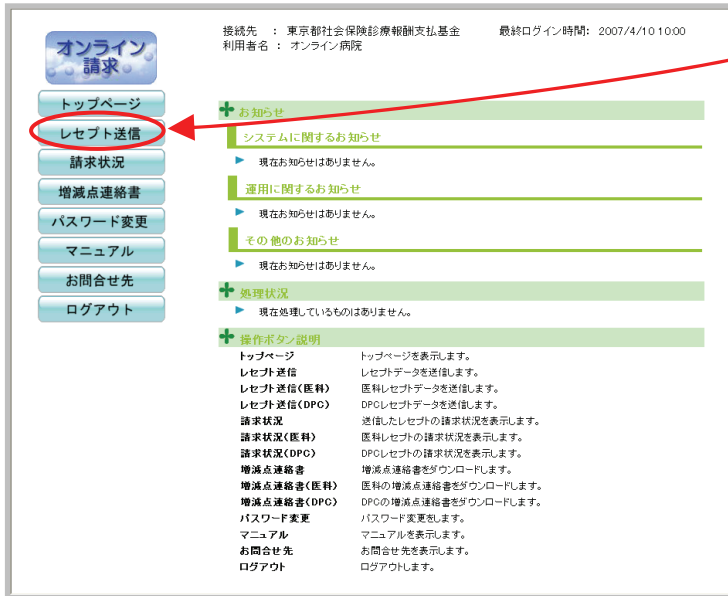 接続先 ： 東京都社会保険診療報酬支払基金 最終ログイン時間： 2007/4/10 10:00
利用者名 ： オンライン病院
オンライン
請求
トップページ
レセプト送信
請求状況
増減点連絡書
パスワード変更
マニュアル
お問合せ先
ログアウト
お知らせ
システムに関するお知らせ
現在お知らせはありません。
運用に関するお知らせ
現在お知らせはありません。
その他のお知らせ
現在お知らせはありません。
処理状況
現在処理しているものはありません。
操作ボタン説明
トップページ トップページを表示します。
レセプト送信 レセプトデータを送信します。
レセプト送信(医科) 医科レセプトデータを送信します。
レセプト送信(DPC) DPCレセプトデータを送信します。
請求状況 送信したレセプトの請求状況を表示します。
請求状況(医科) 医科レセプトの請求状況を表示します。
請求状況(DPC) DPCレセプトの請求状況を表示します。
増減点連絡書 増減点連絡書をダウンロードします。
増減点連絡書(医科) 医科の増減点連絡書をダウンロードします。
増減点連絡書(DPC) DPCの増減点連絡書をダウンロードします。
パスワード変更 パスワード変更をします。
マニュアル マニュアルを表示します。
お問合せ先 お問合せ先を表示します。
ログアウト ログアウトします。